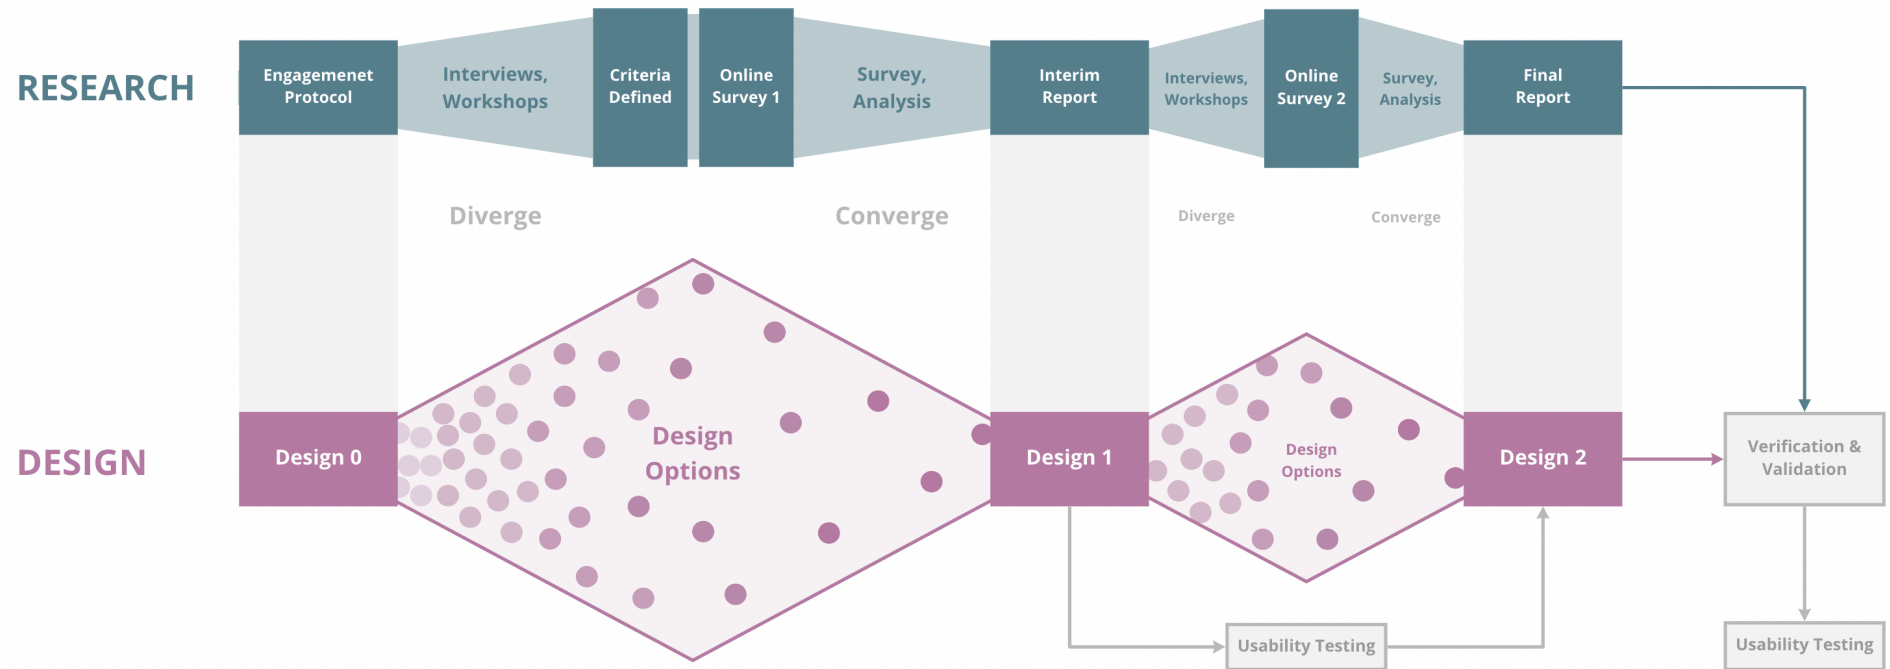 RESEARCH
Engagemenet
Protocol
Interviews,
Workshops
Criteria
Defined
Online
Survey 1
Survey,
Analysis
Interim
Report
Interviews,
Workshops
Online
Survey 2
Survey,
Analysis
Final
Report
Diverge
Converge
Diverge
Converge
DESIGN
Design 0
Design
Options
Design 1
Design
Options
Design 2
Verification &
Validation
Usability Testing
Usability Testing